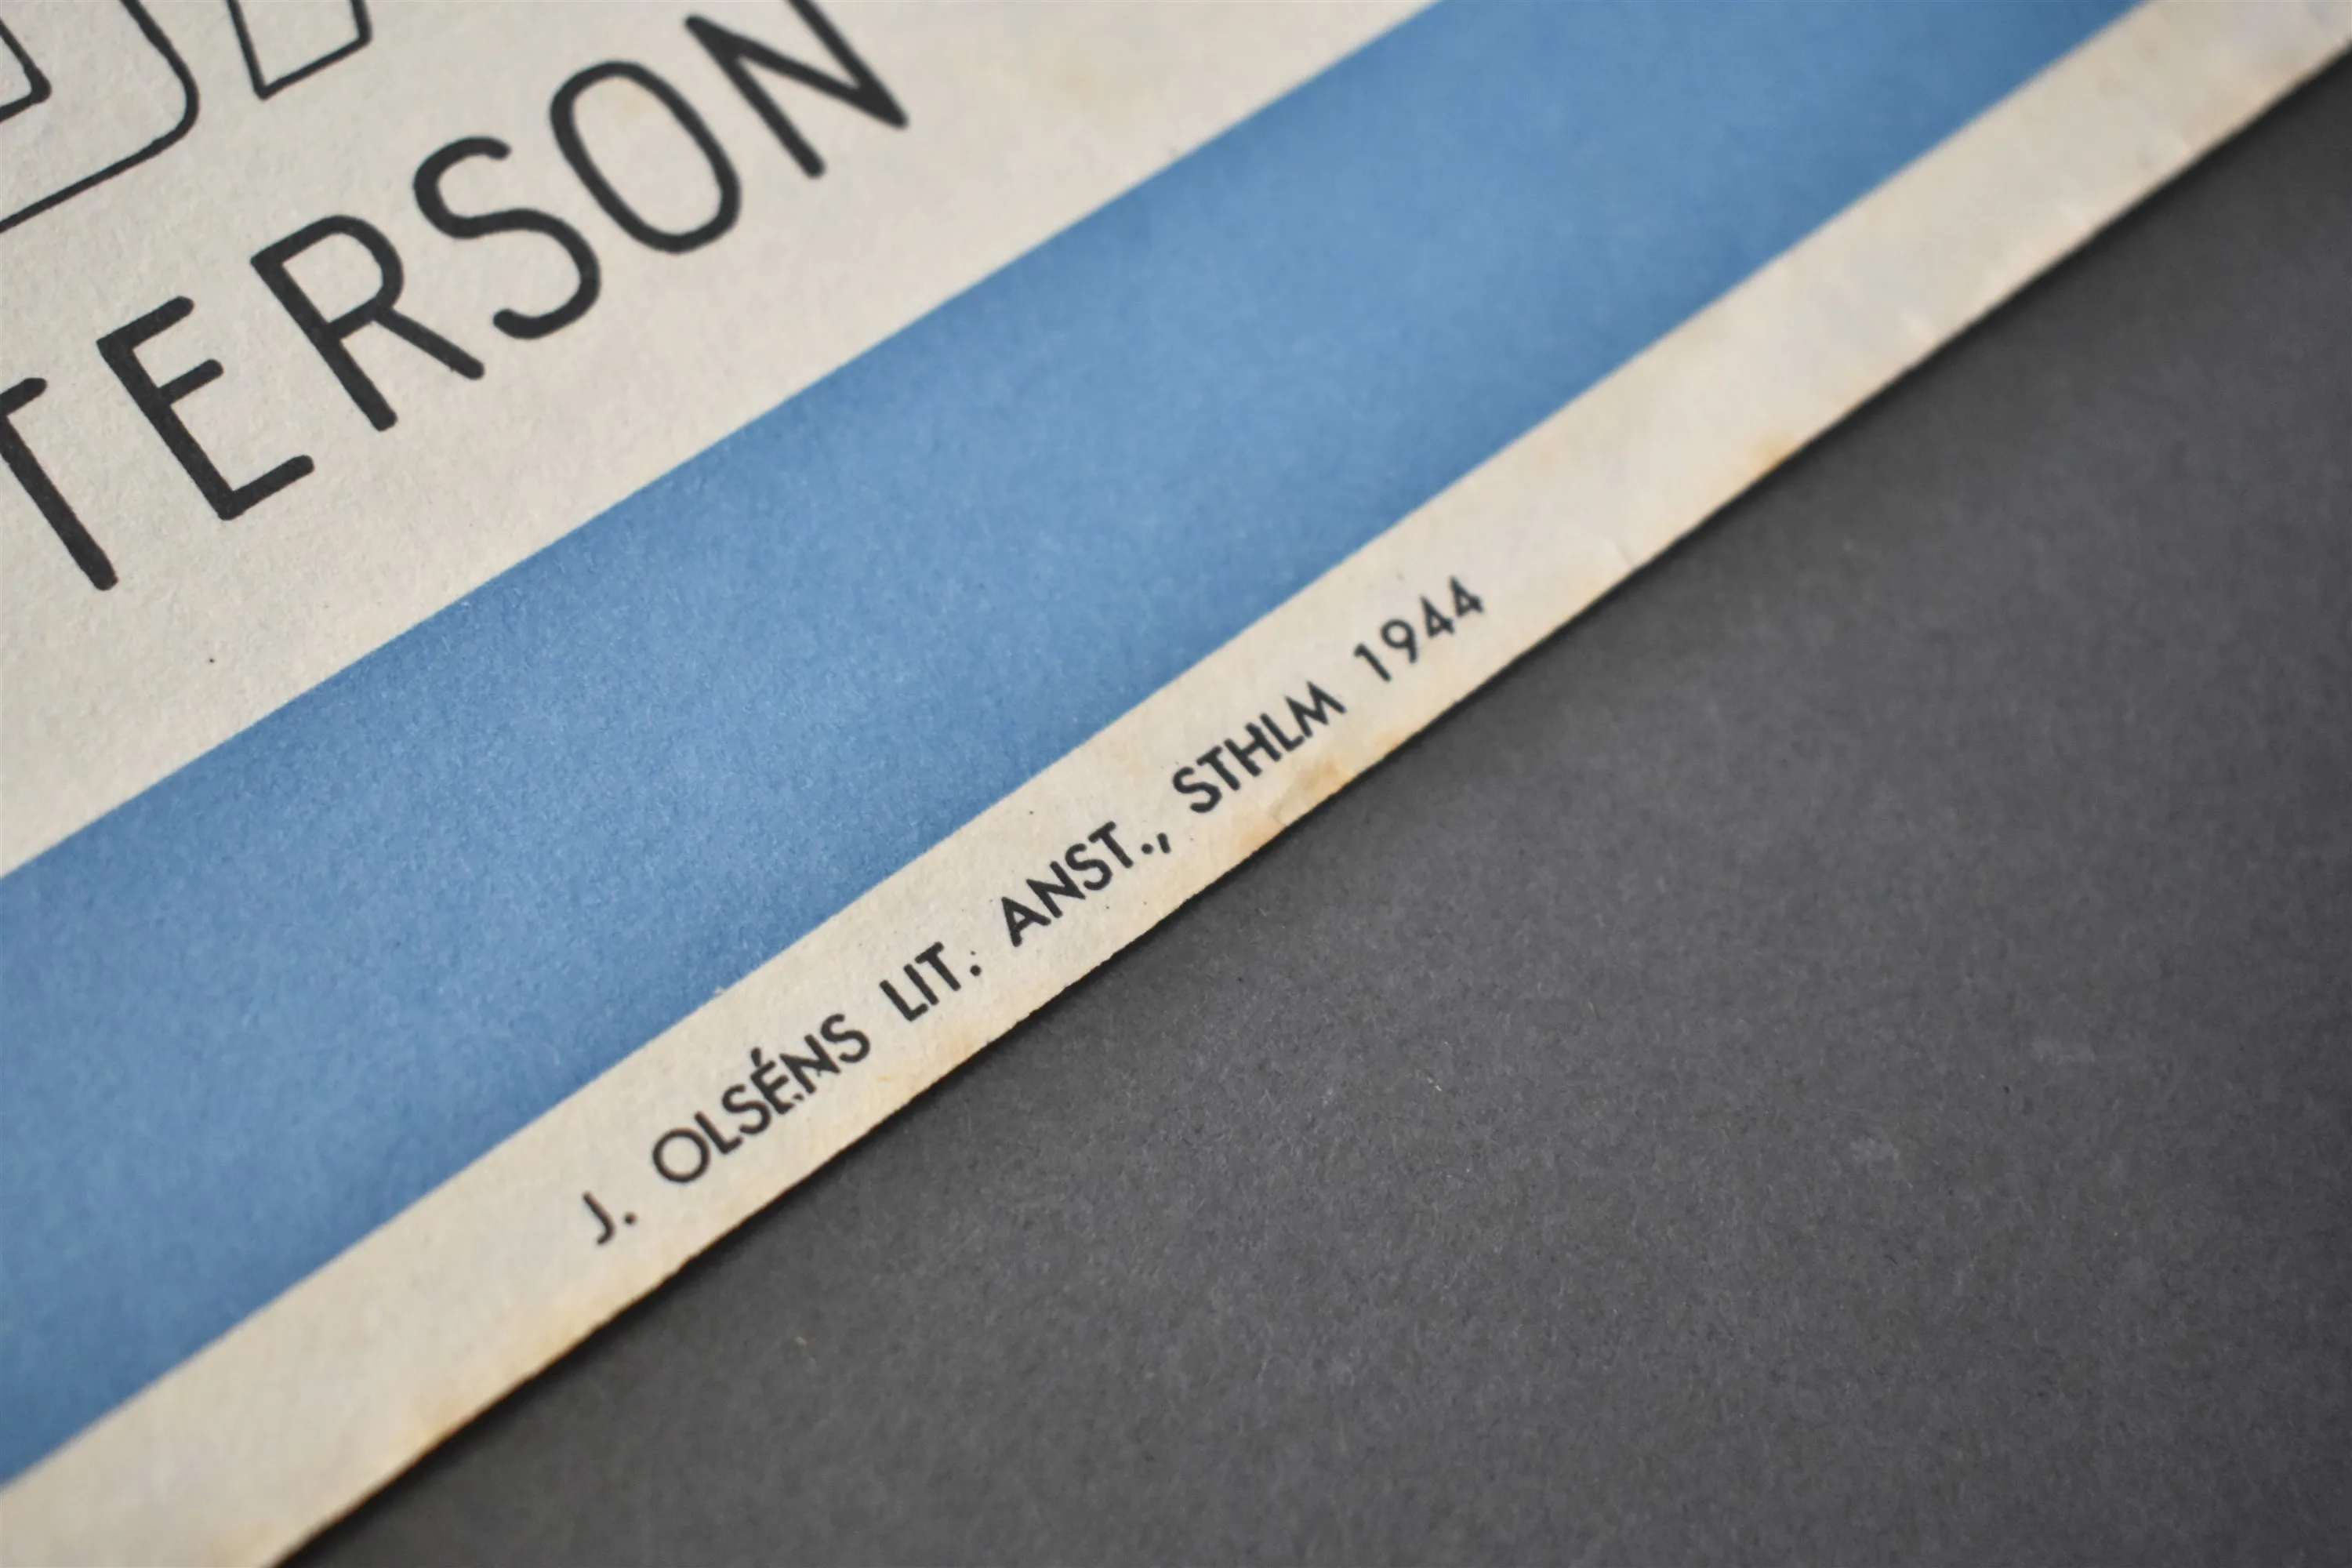 TERSON
J. OLSÉNS LIT. ANST., STHLM 1944